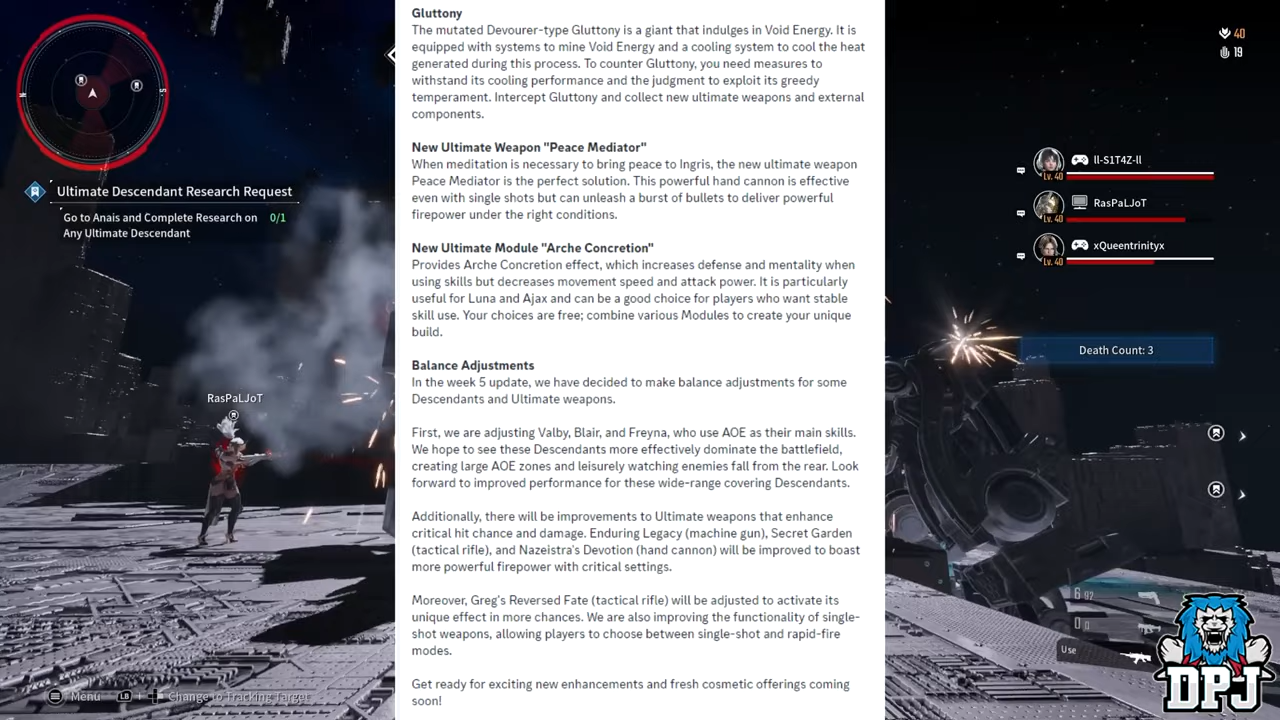 Ultimate Descendant Research Request
Go to Anais and Complete Research on 0/1
Any Ultimate Descendant
RasPaLJoT
Menu LB + Change to Tracking Target
Gluttony
The mutated Devourer-type Gluttony is a giant that indulges in Void Energy. It is
equipped with systems to mine Void Energy and a cooling system to cool the heat
generated during this process. To counter Gluttony, you need measures to
withstand its cooling performance and the judgment to exploit its greedy
temperament. Intercept Gluttony and collect new ultimate weapons and external
components.
New Ultimate Weapon "Peace Mediator"
When meditation is necessary to bring peace to Ingris, the new ultimate weapon
Peace Mediator is the perfect solution. This powerful hand cannon is effective
even with single shots but can unleash a burst of bullets to deliver powerful
firepower under the right conditions.
New Ultimate Module "Arche Concretion"
Provides Arche Concretion effect, which increases defense and mentality when
using skills but decreases movement speed and attack power. It is particularly
useful for Luna and Ajax and can be a good choice for players who want stable
skill use. Your choices are free; combine various Modules to create your unique
build.
Balance Adjustments
In the week 5 update, we have decided to make balance adjustments for some
Descendants and Ultimate weapons.
First, we are adjusting Valby, Blair, and Freyna, who use AOE as their main skills.
We hope to see these Descendants more effectively dominate the battlefield,
creating large AOE zones and leisurely watching enemies fall from the rear. Look
forward to improved performance for these wide-range covering Descendants.
Additionally, there will be improvements to Ultimate weapons that enhance
critical hit chance and damage. Enduring Legacy (machine gun), Secret Garden
(tactical rifle), and Nazeistra's Devotion (hand cannon) will be improved to boast
more powerful firepower with critical settings.
Moreover, Greg's Reversed Fate (tactical rifle) will be adjusted to activate its
unique effect in more chances. We are also improving the functionality of single-
shot weapons, allowing players to choose between single-shot and rapid-fire
modes.
Get ready for exciting new enhancements and fresh cosmetic offerings coming
soon!
40
19
ll-S1T4Z-ll
Lv. 40
RasPaLJoT
Lv. 40
xQueentrinityx
Lv. 40
Death Count: 3
Use
DPJ